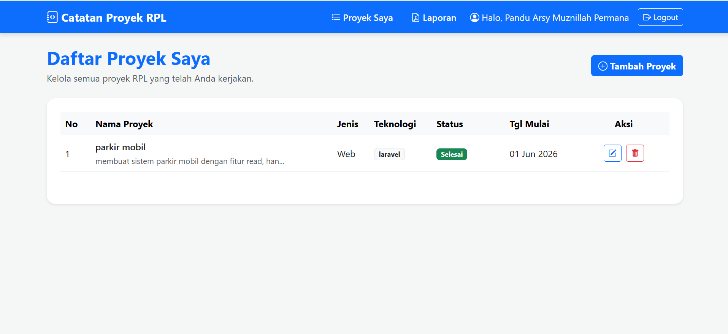 Catatan Proyek RPL Proyek Saya Laporan Halo, Pandu Arsy Muznillah Permana Logout
Daftar Proyek Saya
Kelola semua proyek RPL yang telah Anda kerjakan.
Tambah Proyek
No Nama Proyek Jenis Teknologi Status Tgl Mulai Aksi
1 parkir mobil Web laravel Selesai 01 Jun 2026
membuat sistem parkir mobil dengan fitur read, han...